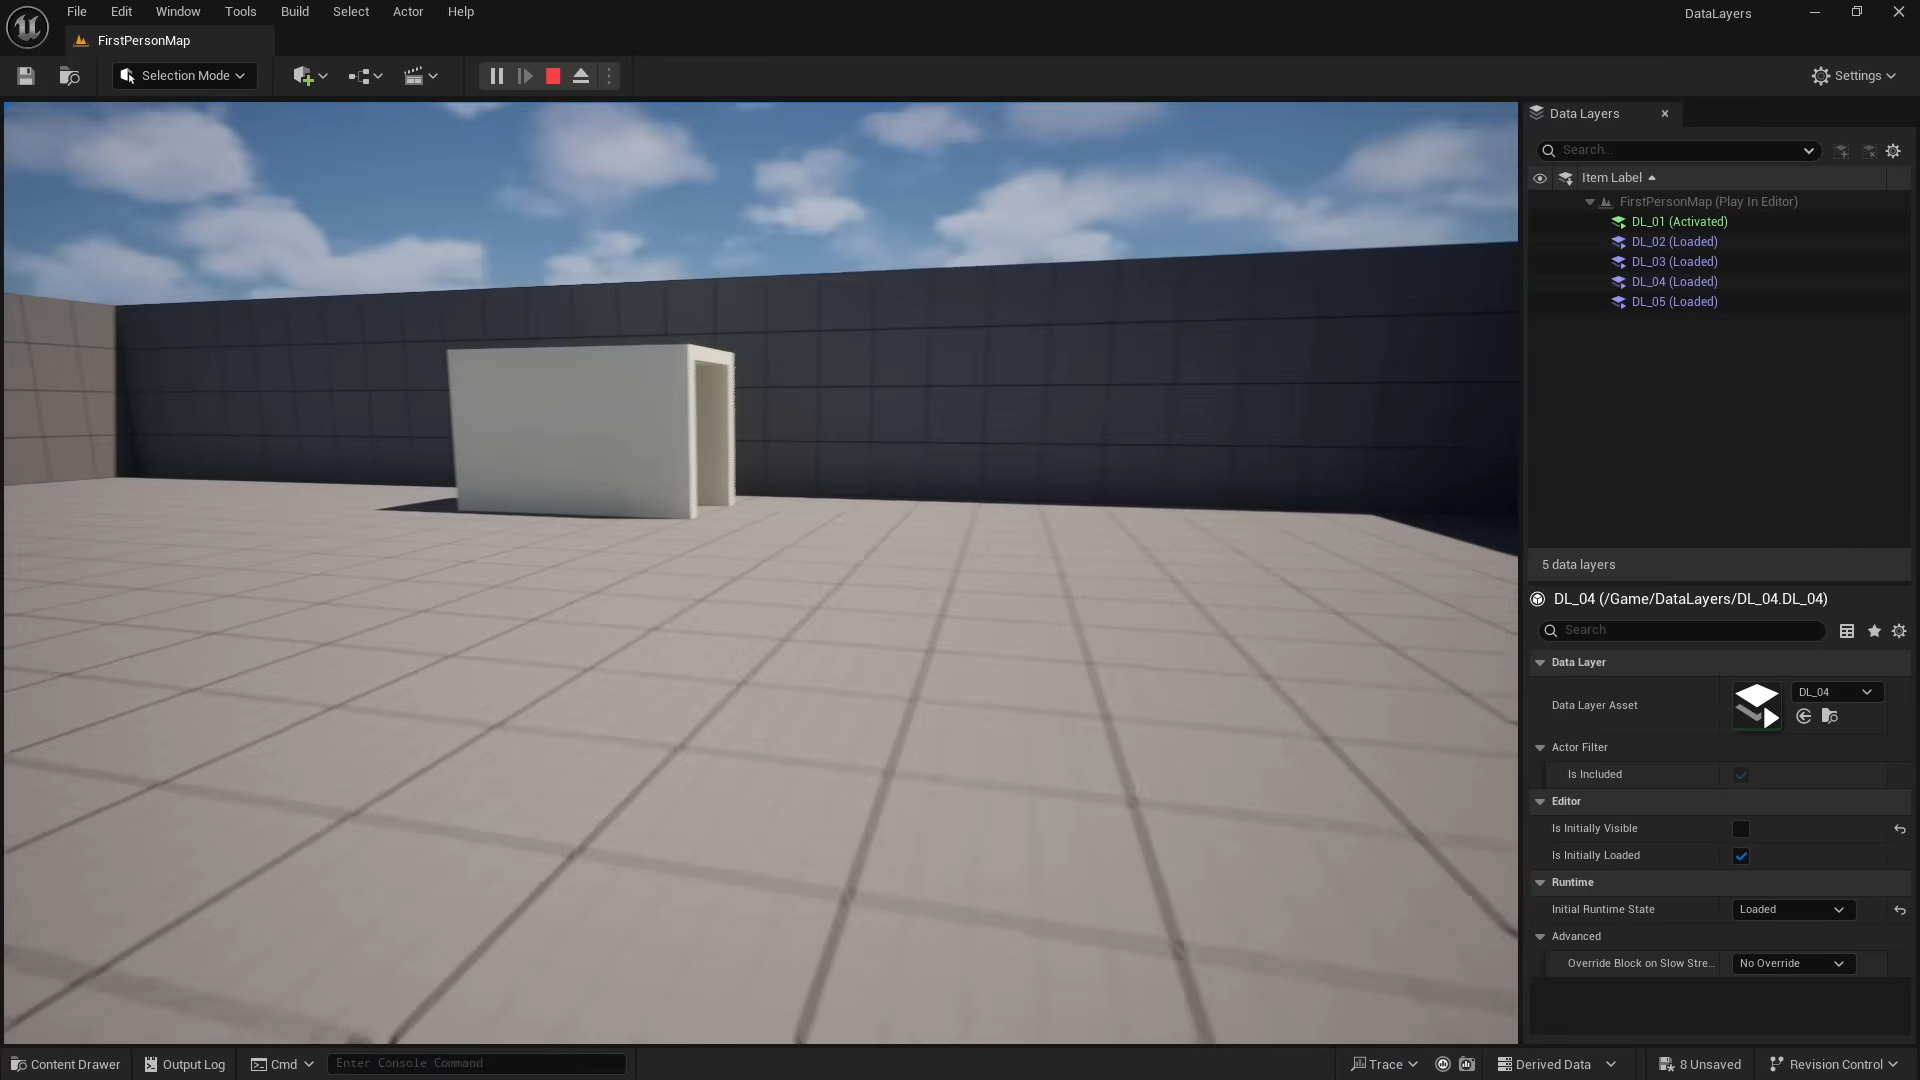 File Edit Window Tools Build Select Actor Help
DataLayers
FirstPersonMap
Selection Mode
Settings
Data Layers
Search...
Item Label
FirstPersonMap (Play In Editor)
DL_01 (Activated)
DL_02 (Loaded)
DL_03 (Loaded)
DL_04 (Loaded)
DL_05 (Loaded)
5 data layers
DL_04 (/Game/DataLayers/DL_04.DL_04)
Search
Data Layer
Data Layer Asset
DL_04
Actor Filter
Is Included
Editor
Is Initially Visible
Is Initially Loaded
Runtime
Initial Runtime State
Loaded
Advanced
Override Block on Slow Stre...
No Override
Content Drawer
Output Log
Cmd
Enter Console Command
Trace
Derived Data
8 Unsaved
Revision Control